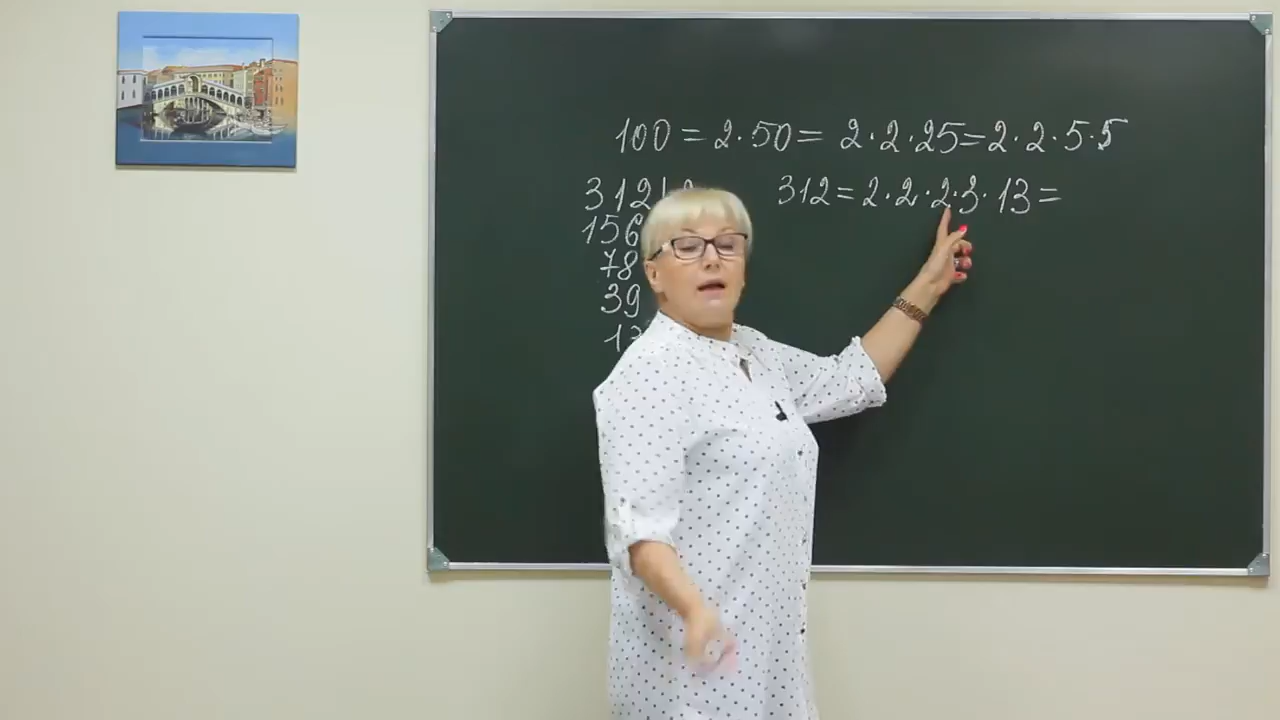 100 = 2 · 50 = 2 · 2 · 25 = 2 · 2 · 5 · 5
312 312 = 2 · 2 · 2 · 3 · 13 =
156
78
39